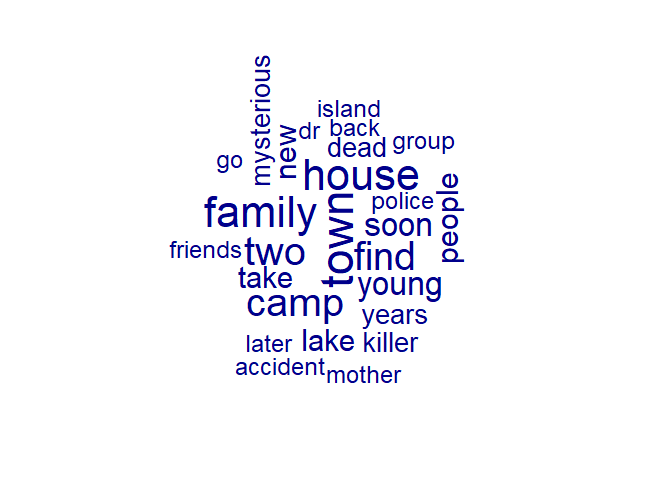 mysterious
island
new
dr
back
dead
group
go
house
people
police
family
town
soon
friends
two
find
take
young
camp
years
later
lake
killer
accident
mother